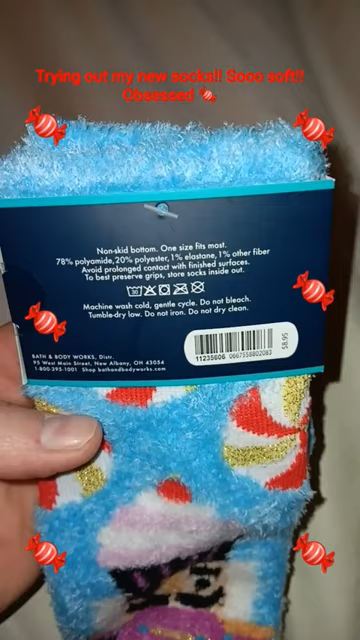 Trying out my new socks!! Sooo soft!!
Obsessed 🍬
Non-skid bottom. One size fits most.
78% polyamide, 20% polyester, 1% elastane, 1% other fiber
Avoid prolonged contact with finished surfaces.
To best preserve grips, store socks inside out.
Machine wash cold, gentle cycle. Do not bleach.
Tumble-dry low. Do not iron. Do not dry clean.
BATH & BODY WORKS, Distr.
95 West Main Street, New Albany, OH 43054
1-800-395-1001 Shop bathandbodyworks.com
11235606 0667558802083
$8.95